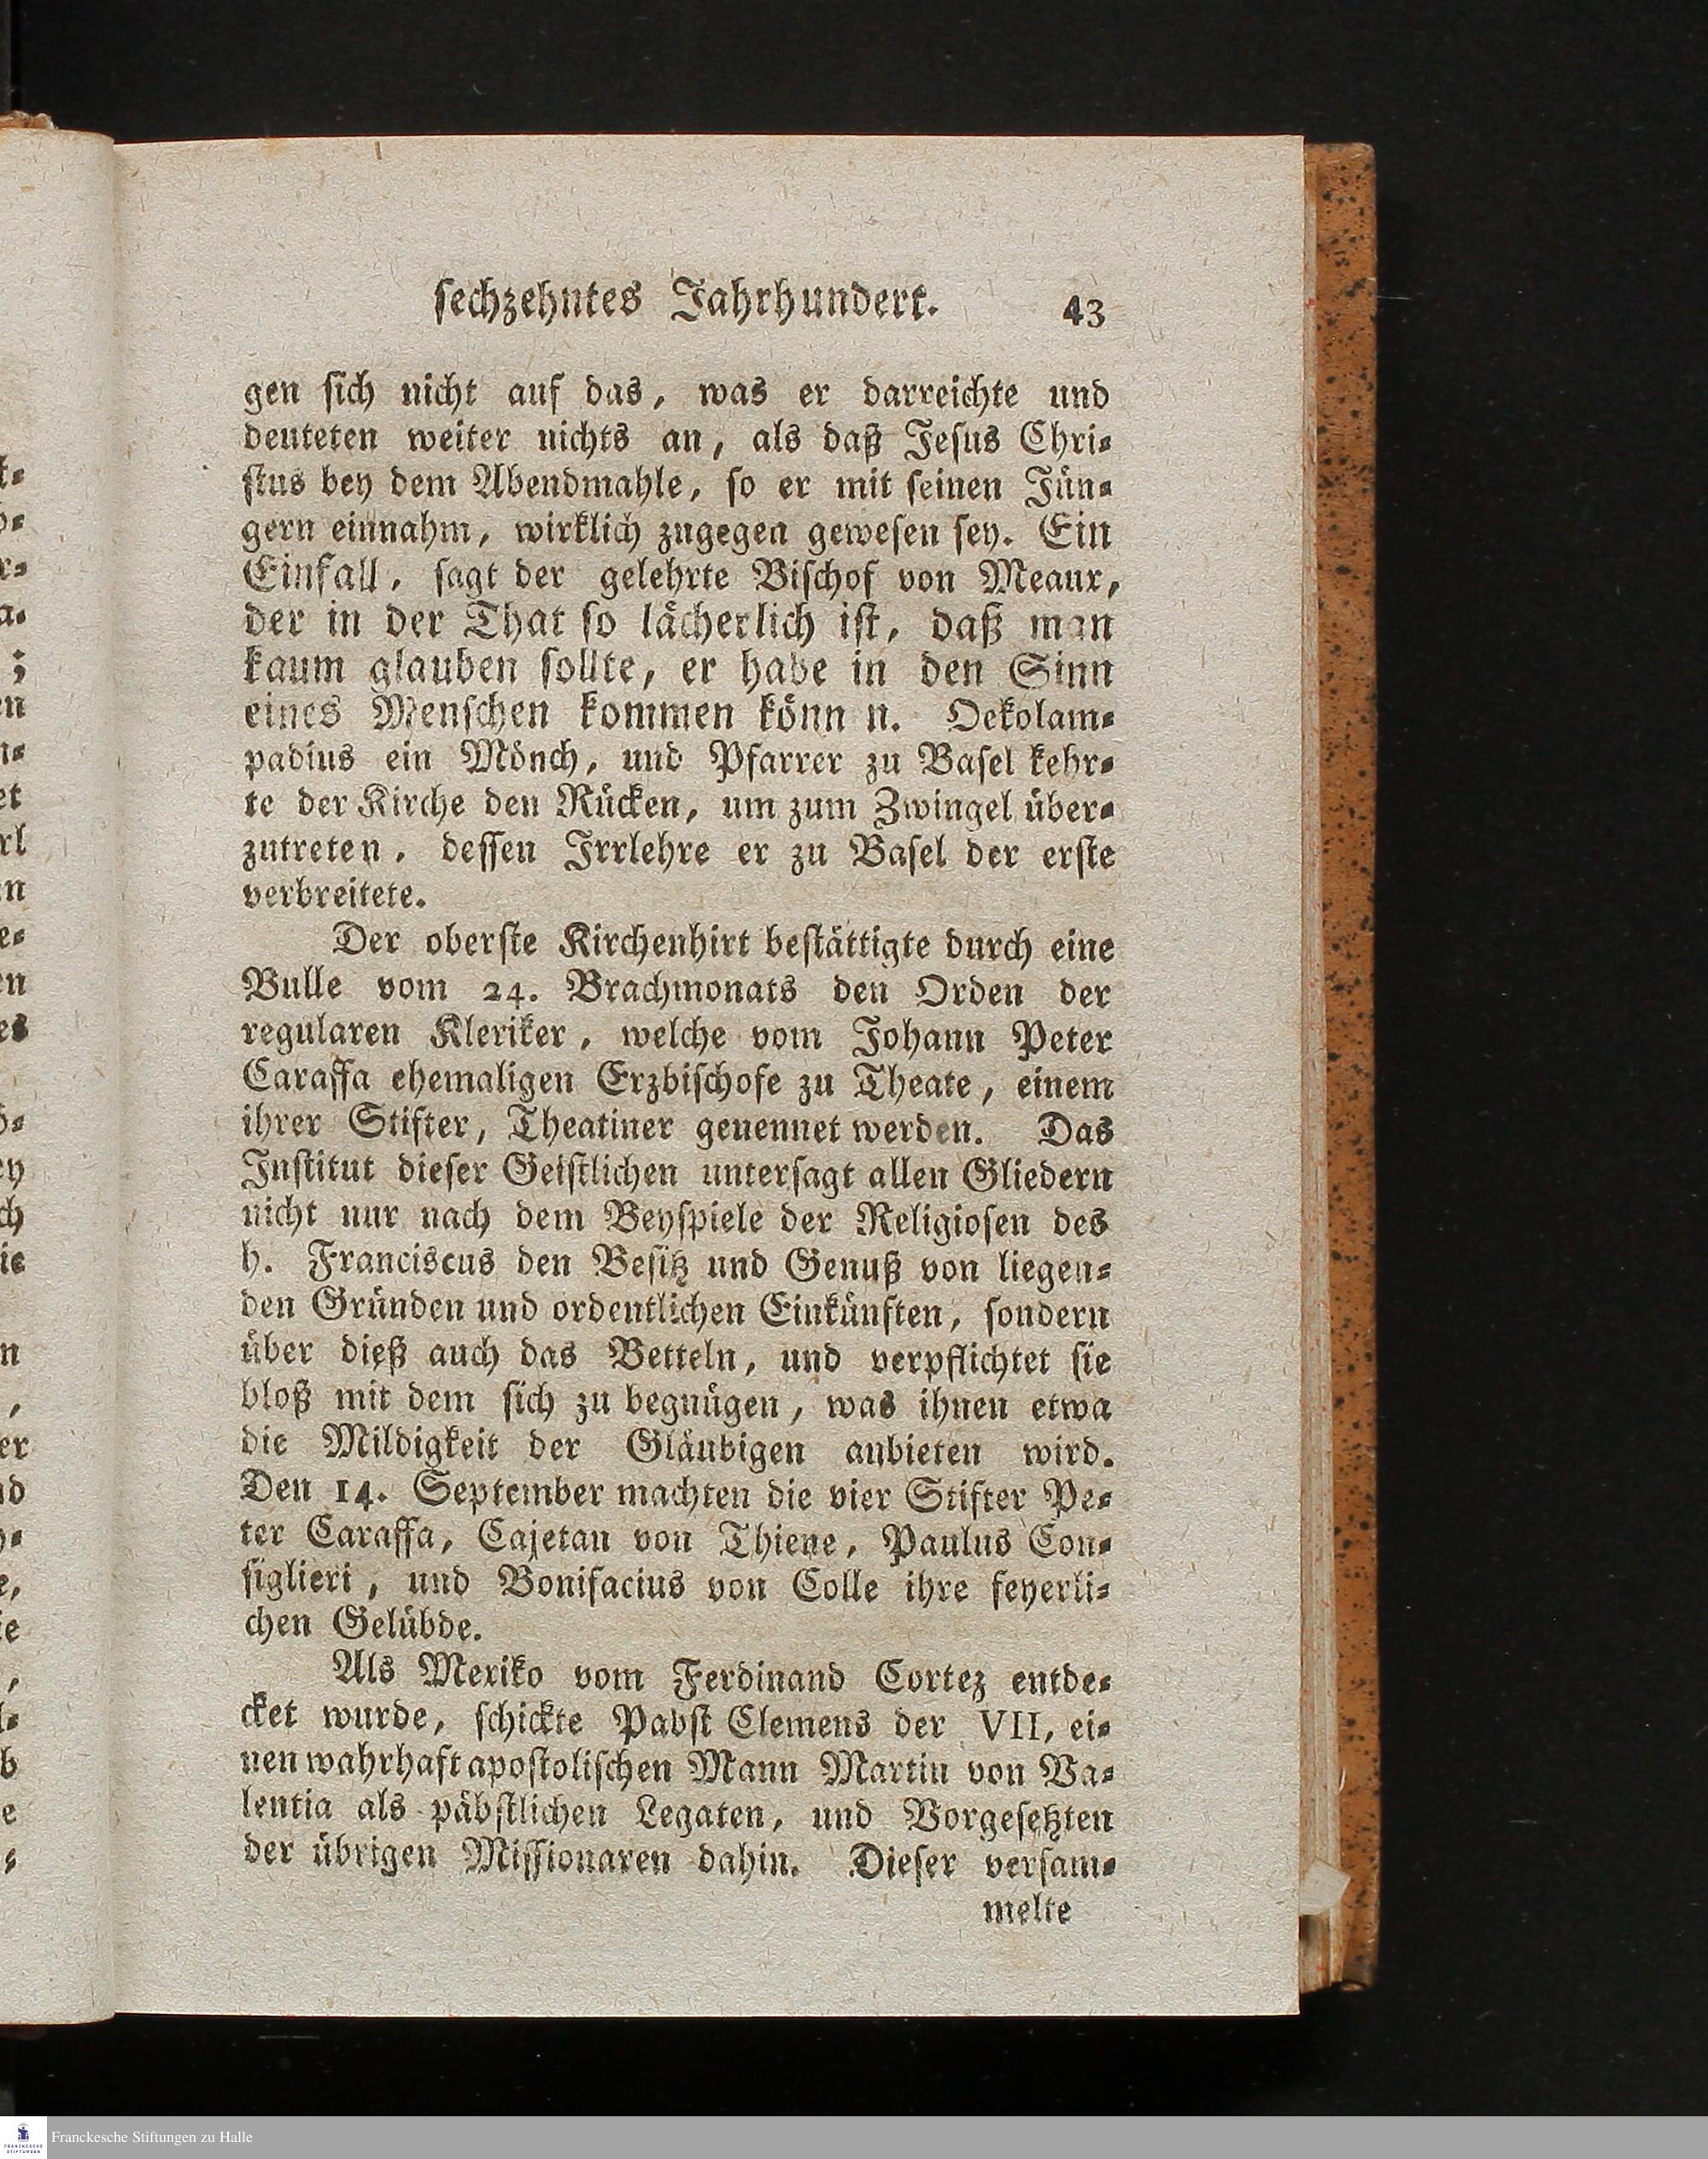 sechzehntes Jahrhundert. 43
gen sich nicht auf das, was er darreichte und
deuteten weiter nichts an, als daß Jesus Chri⸗
stus bey dem Abendmahle, so er mit seinen Jün⸗
gern einnahm, wirklich zugegen gewesen sey. Ein
Einfall, sagt der gelehrte Bischof von Meaux,
der in der That so lächerlich ist, daß man
kaum glauben sollte, er habe in den Sinn
eines Menschen kommen könn n. Oekolam⸗
padius ein Mönch, und Pfarrer zu Basel kehr⸗
te der Kirche den Rücken, um zum Zwingel über⸗
zutreten, dessen Irrlehre er zu Basel der erste
verbreitete.
Der oberste Kirchenhirt bestättigte durch eine
Bulle vom 24. Brachmonats den Orden der
regularen Kleriker, welche vom Johann Peter
Caraffa ehemaligen Erzbischofe zu Theate, einem
ihrer Stifter, Theatiner genennet werden. Das
Institut dieser Geistlichen untersagt allen Gliedern
nicht nur nach dem Beyspiele der Religiosen des
h. Franciscus den Besitz und Genuß von liegen⸗
den Gründen und ordentlichen Einkünften, sondern
über dieß auch das Betteln, und verpflichtet sie
bloß mit dem sich zu begnügen, was ihnen etwa
die Mildigkeit der Gläubigen anbieten wird.
Den 14. September machten die vier Stifter Pe⸗
ter Caraffa, Cajetan von Thiene, Paulus Con⸗
siglieri, und Bonifacius von Colle ihre feyerli⸗
chen Gelübde.
Als Mexiko vom Ferdinand Cortez entde⸗
cket wurde, schickte Pabst Clemens der VII, ei⸗
nen wahrhaft apostolischen Mann Martin von Va⸗
lentia als päbstlichen Legaten, und Vorgesetzten
der übrigen Missionaren dahin. Dieser versam⸗
melte
Franckesche Stiftungen zu Halle